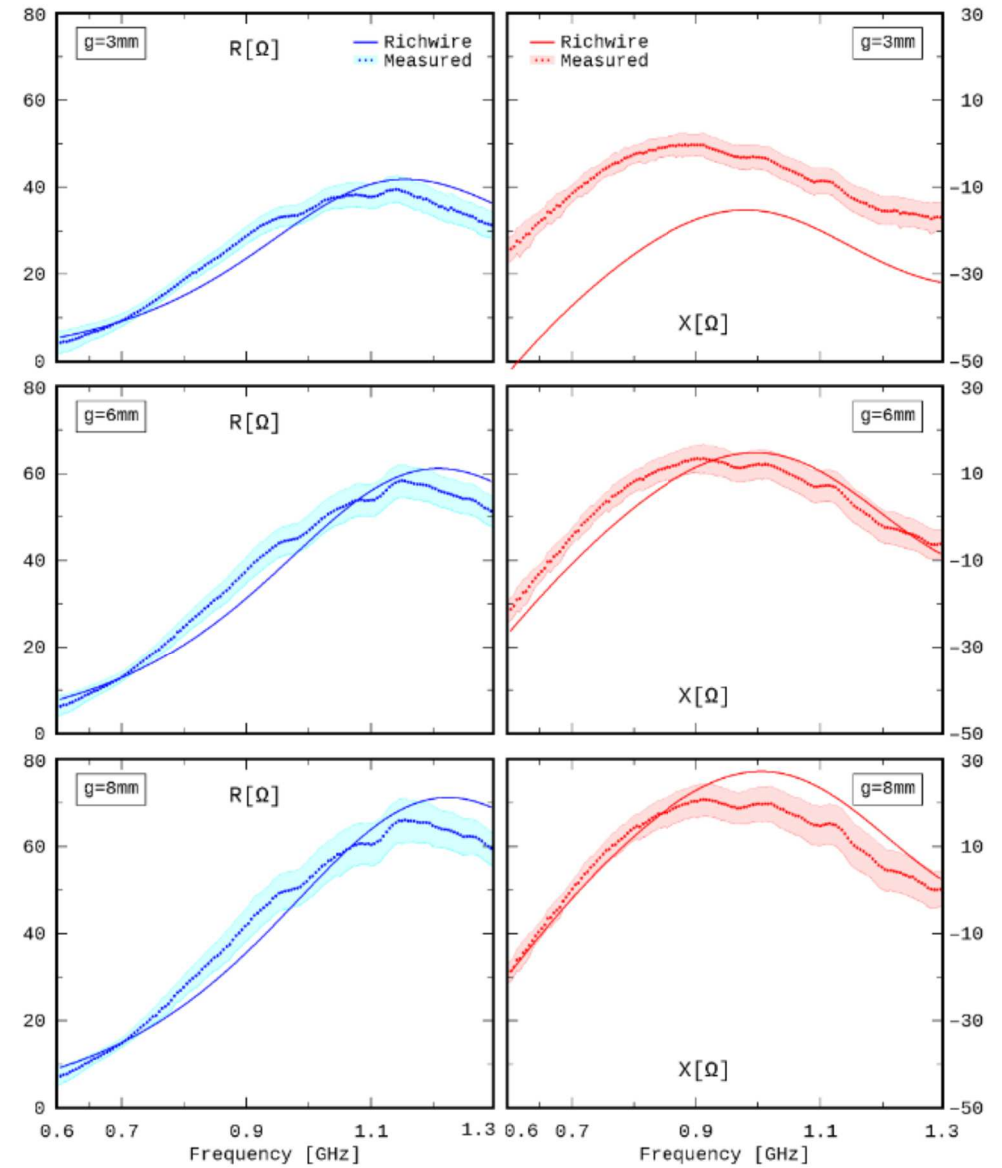 80
g=3mm
R[Ω]
Richwire
Measured
60
40
20
0
Richwire
Measured
g=3mm
X[Ω]
30
10
−10
−30
−50
80
g=6mm
R[Ω]
60
40
20
0
g=6mm
X[Ω]
30
10
−10
−30
−50
80
g=8mm
R[Ω]
60
40
20
0
g=8mm
X[Ω]
30
10
−10
−30
−50
0.6 0.7 0.9 1.1 1.3
Frequency [GHz]
0.6 0.7 0.9 1.1 1.3
Frequency [GHz]